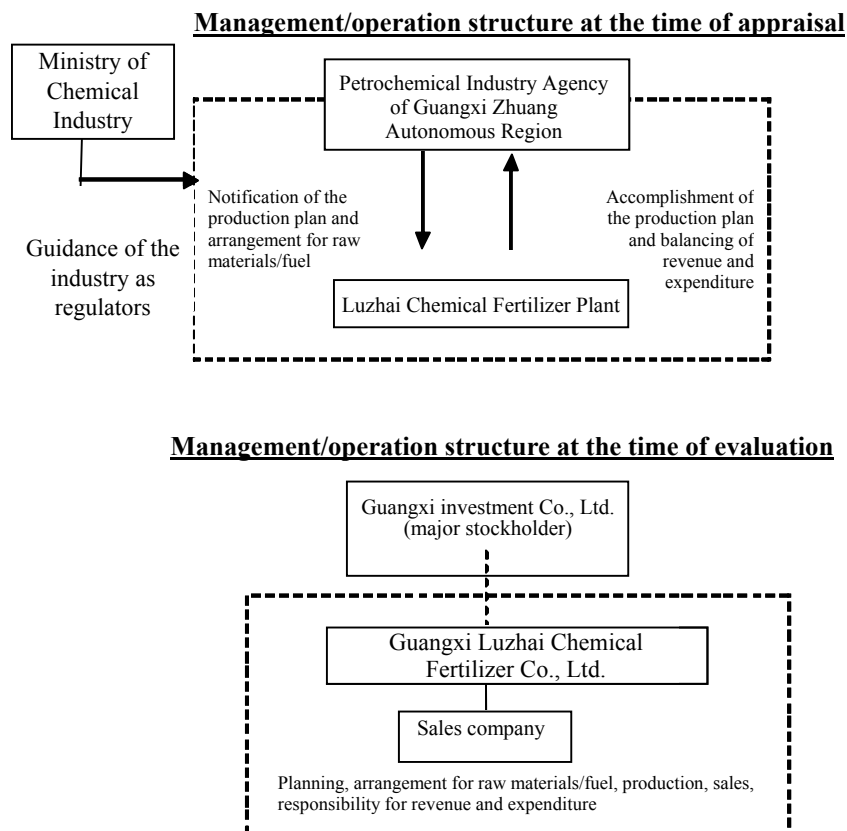 Management/operation structure at the time of appraisal
Ministry of
Chemical
Industry
Petrochemical Industry Agency
of Guangxi Zhuang
Autonomous Region
Notification of the
production plan and
arrangement for raw
materials/fuel
Accomplishment of
the production plan
and balancing of
revenue and
expenditure
Guidance of the
industry as
regulators
Luzhai Chemical Fertilizer Plant
Management/operation structure at the time of evaluation
Guangxi investment Co., Ltd.
(major stockholder)
Guangxi Luzhai Chemical
Fertilizer Co., Ltd.
Sales company
Planning, arrangement for raw materials/fuel, production, sales,
responsibility for revenue and expenditure